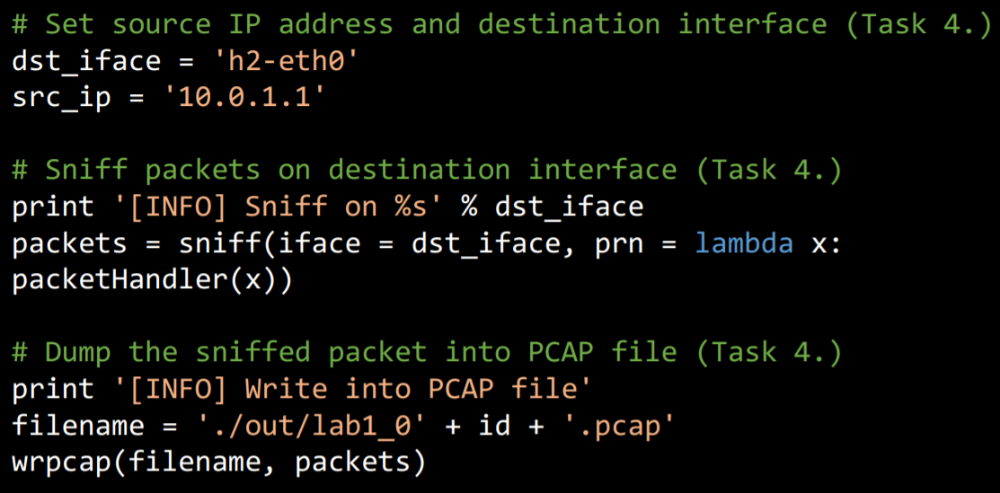 # Set source IP address and destination interface (Task 4.)
dst_iface = 'h2-eth0'
src_ip = '10.0.1.1'
# Sniff packets on destination interface (Task 4.)
print '[INFO] Sniff on %s' % dst_iface
packets = sniff(iface = dst_iface, prn = lambda x:
packetHandler(x))
# Dump the sniffed packet into PCAP file (Task 4.)
print '[INFO] Write into PCAP file'
filename = './out/lab1_0' + id + '.pcap'
wrpcap(filename, packets)